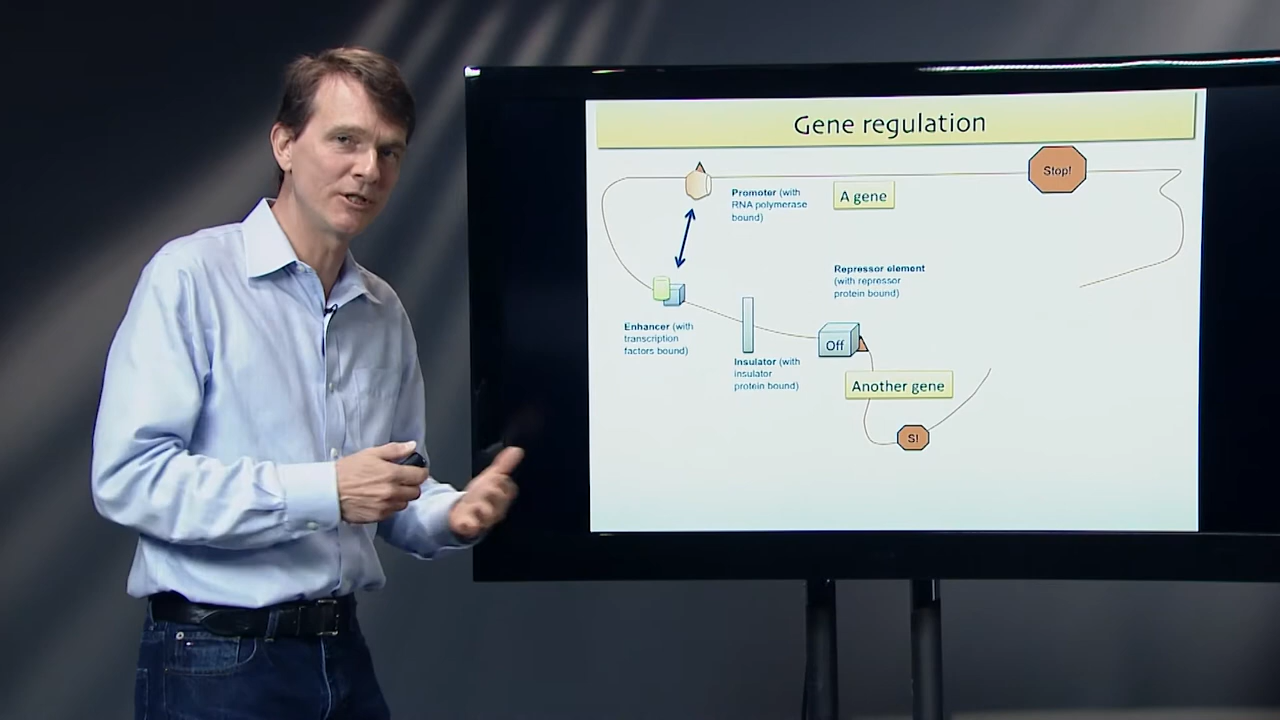 Gene regulation
Stop!
Promoter (with
RNA polymerase
bound)
A gene
Repressor element
(with repressor
protein bound)
Enhancer (with
transcription
factors bound)
Off
Insulator (with
insulator
protein bound)
Another gene
S!